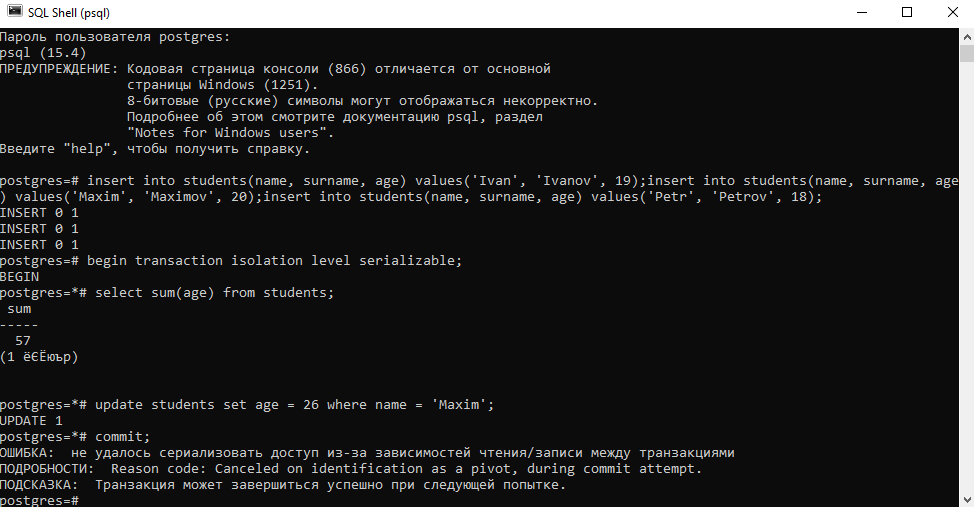 SQL Shell (psql)
Пароль пользователя postgres:
psql (15.4)
ПРЕДУПРЕЖДЕНИЕ: Кодовая страница консоли (866) отличается от основной
страницы Windows (1251).
8-битовые (русские) символы могут отображаться некорректно.
Подробнее об этом смотрите документацию psql, раздел
"Notes for Windows users".
Введите "help", чтобы получить справку.
postgres=# insert into students(name, surname, age) values('Ivan', 'Ivanov', 19);insert into students(name, surname, age
) values('Maxim', 'Maximov', 20);insert into students(name, surname, age) values('Petr', 'Petrov', 18);
INSERT 0 1
INSERT 0 1
INSERT 0 1
postgres=# begin transaction isolation level serializable;
BEGIN
postgres=*# select sum(age) from students;
sum
-----
57
(1 ёЄЁюър)
postgres=*# update students set age = 26 where name = 'Maxim';
UPDATE 1
postgres=*# commit;
ОШИБКА:  не удалось сериализовать доступ из-за зависимостей чтения/записи между транзакциями
ПОДРОБНОСТИ:  Reason code: Canceled on identification as a pivot, during commit attempt.
ПОДСКАЗКА:  Транзакция может завершиться успешно при следующей попытке.
postgres=#